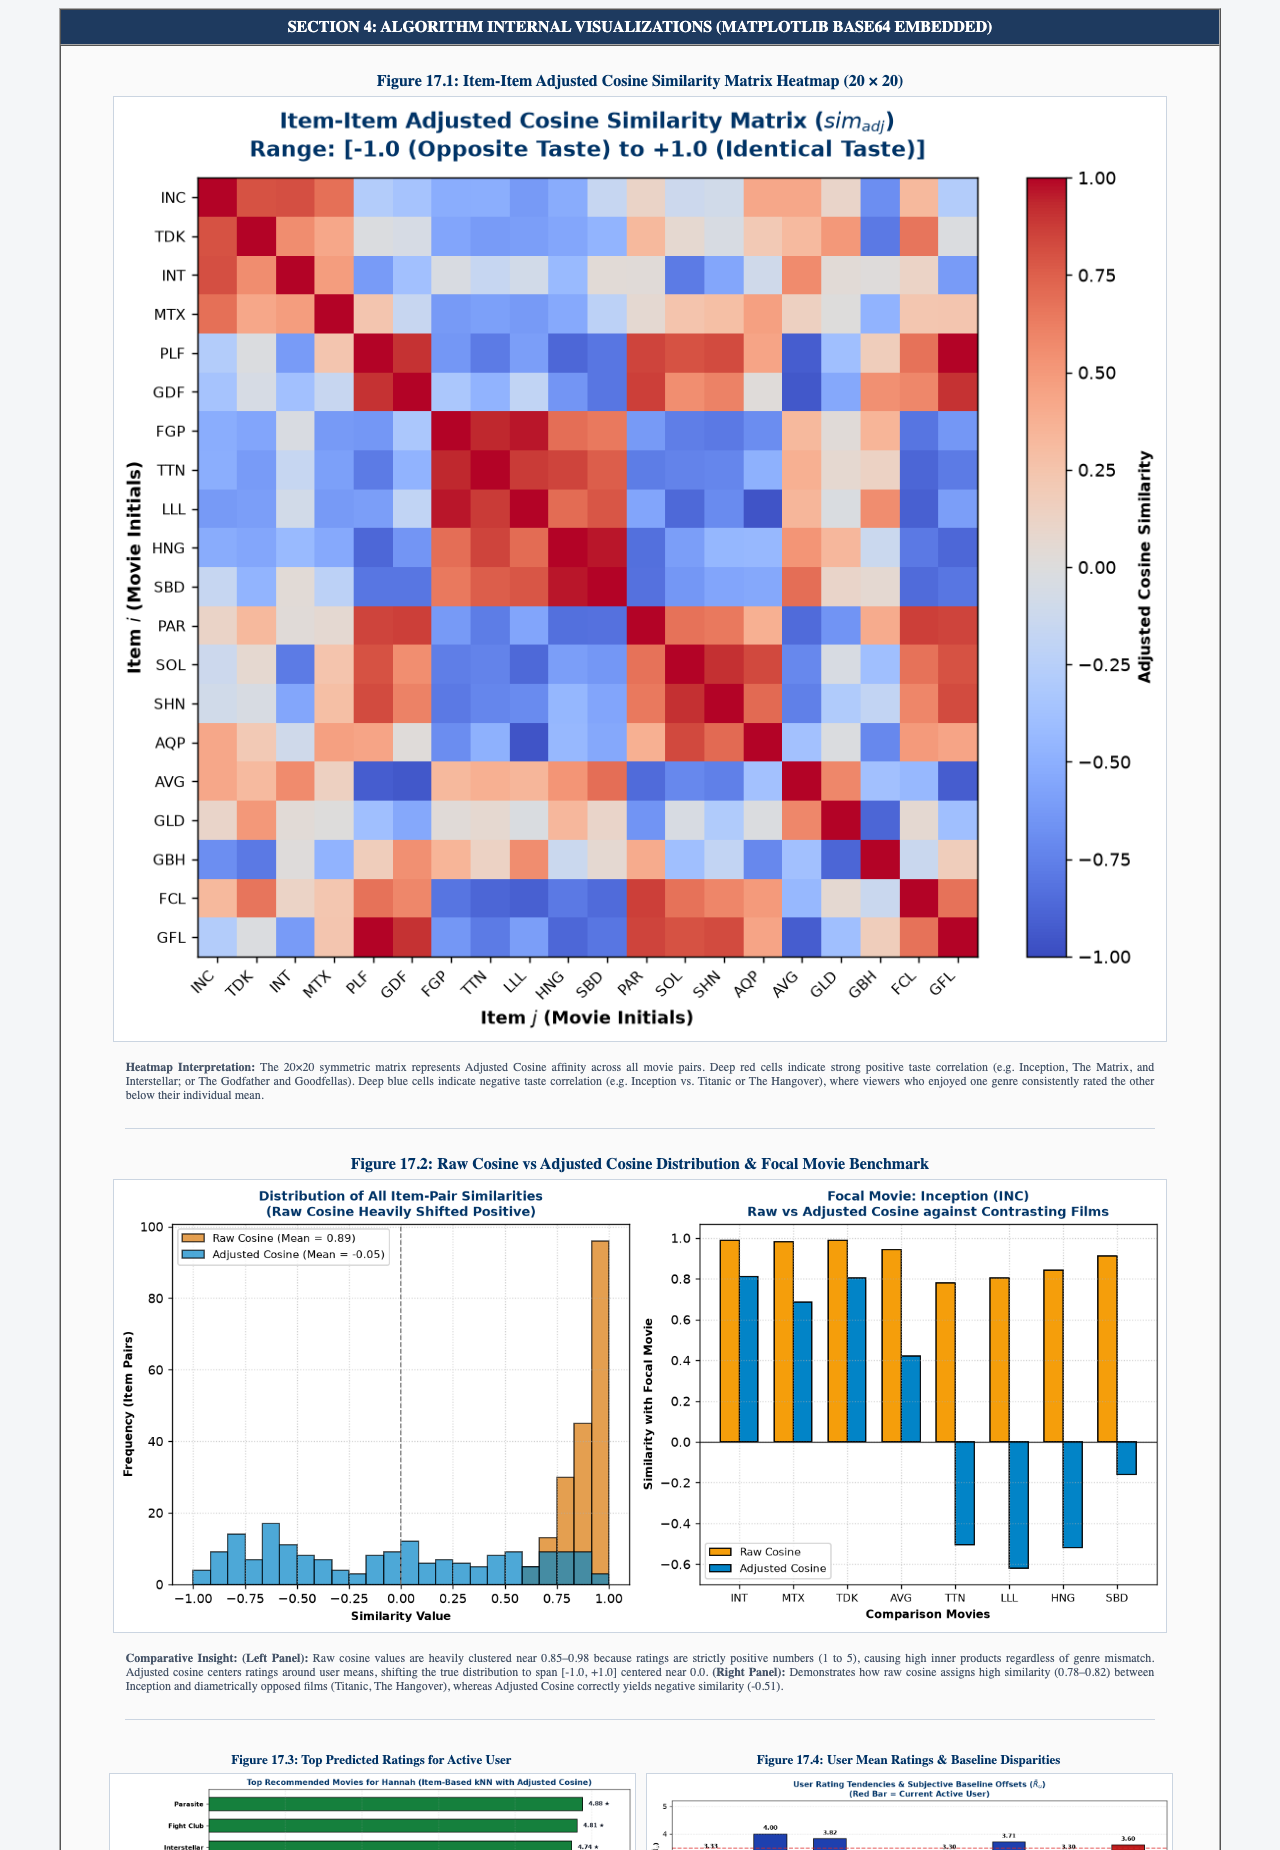 SECTION 4: ALGORITHM INTERNAL VISUALIZATIONS (MATPLOTLIB BASE64 EMBEDDED)
Figure 17.1: Item-Item Adjusted Cosine Similarity Matrix Heatmap (20 × 20)
Item-Item Adjusted Cosine Similarity Matrix (sim_adj)
Range: [-1.0 (Opposite Taste) to +1.0 (Identical Taste)]
INC
TDK
INT
MTX
PLF
GDF
FGP
TTN
LLL
HNG
SBD
PAR
SOL
SHN
AQP
AVG
GLD
GBH
FCL
GFL
Item i (Movie Initials)
INC TDK INT MTX PLF GDF FGP TTN LLL HNG SBD PAR SOL SHN AQP AVG GLD GBH FCL GFL
Item j (Movie Initials)
1.00
0.75
0.50
0.25
0.00
−0.25
−0.50
−0.75
−1.00
Adjusted Cosine Similarity
Heatmap Interpretation: The 20×20 symmetric matrix represents Adjusted Cosine affinity across all movie pairs. Deep red cells indicate strong positive taste correlation (e.g. Inception, The Matrix, and
Interstellar; or The Godfather and Goodfellas). Deep blue cells indicate negative taste correlation (e.g. Inception vs. Titanic or The Hangover), where viewers who enjoyed one genre consistently rated the other
below their individual mean.
Figure 17.2: Raw Cosine vs Adjusted Cosine Distribution & Focal Movie Benchmark
Distribution of All Item-Pair Similarities
(Raw Cosine Heavily Shifted Positive)
Raw Cosine (Mean = 0.89)
Adjusted Cosine (Mean = -0.05)
100
80
60
40
20
0
Frequency (Item Pairs)
−1.00 −0.75 −0.50 −0.25 0.00 0.25 0.50 0.75 1.00
Similarity Value
Focal Movie: Inception (INC)
Raw vs Adjusted Cosine against Contrasting Films
1.0
0.8
0.6
0.4
0.2
0.0
−0.2
−0.4
−0.6
Similarity with Focal Movie
Raw Cosine
Adjusted Cosine
INT MTX TDK AVG TTN LLL HNG SBD
Comparison Movies
Comparative Insight: (Left Panel): Raw cosine values are heavily clustered near 0.85–0.98 because ratings are strictly positive numbers (1 to 5), causing high inner products regardless of genre mismatch.
Adjusted cosine centers ratings around user means, shifting the true distribution to span [-1.0, +1.0] centered near 0.0. (Right Panel): Demonstrates how raw cosine assigns high similarity (0.78–0.82) between
Inception and diametrically opposed films (Titanic, The Hangover), whereas Adjusted Cosine correctly yields negative similarity (-0.51).
Figure 17.3: Top Predicted Ratings for Active User
Top Recommended Movies for Hannah (Item-Based kNN with Adjusted Cosine)
Parasite 4.88 ★
Fight Club 4.81 ★
Interstellar 4.74 ★
Figure 17.4: User Mean Ratings & Baseline Disparities
User Rating Tendencies & Subjective Baseline Offsets (R̄u)
(Red Bar = Current Active User)
5
4
3.33 4.00 3.82 3.30 3.71 3.30 3.60